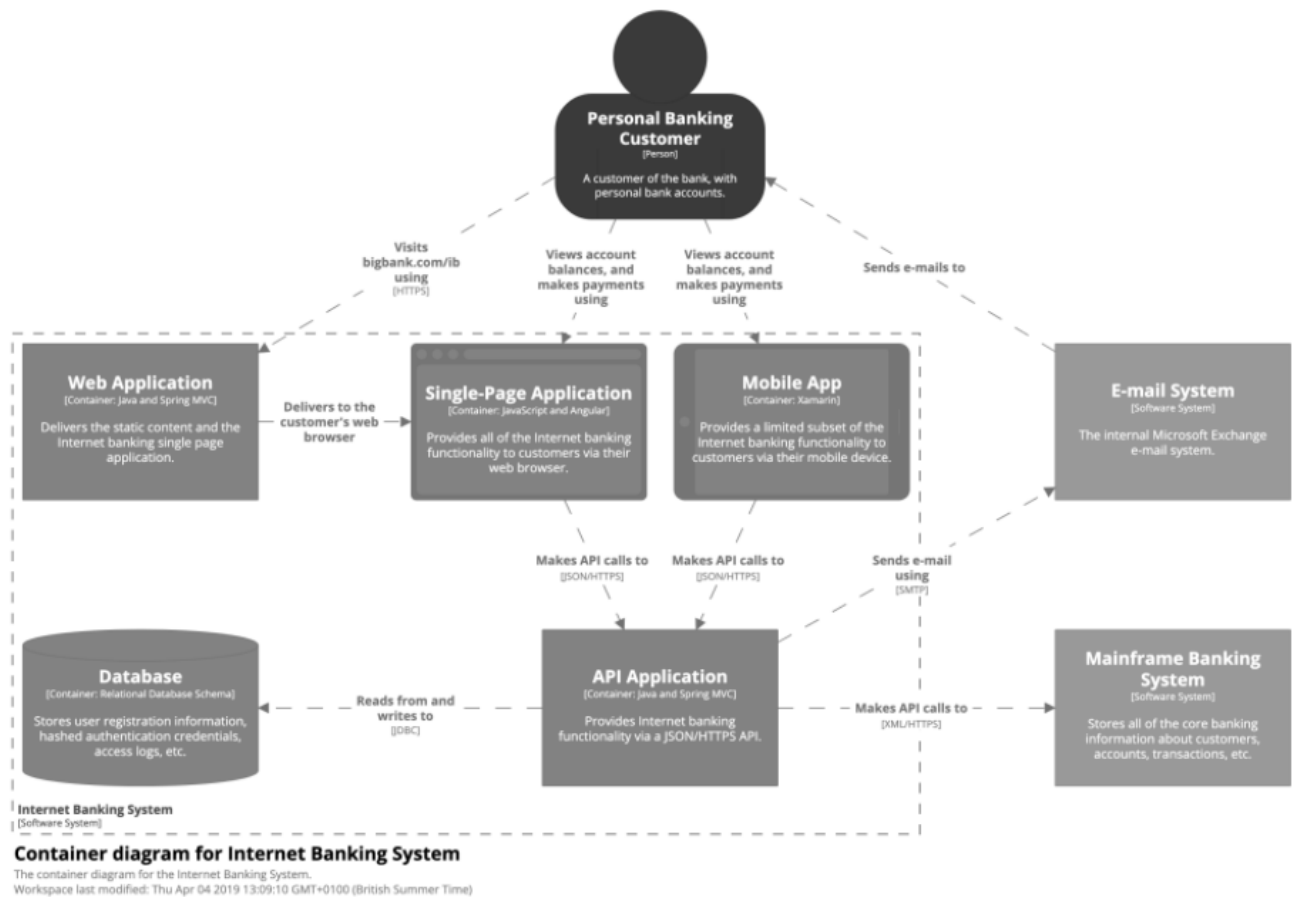 Personal Banking
Customer
[Person]
A customer of the bank, with
personal bank accounts.
Visits
bigbank.com/ib
using
[HTTPS]
Views account
balances, and
makes payments
using
Views account
balances, and
makes payments
using
Sends e-mails to
Web Application
[Container: Java and Spring MVC]
Delivers the static content and the
Internet banking single page
application.
Delivers to the
customer's web
browser
Single-Page Application
[Container: JavaScript and Angular]
Provides all of the Internet banking
functionality to customers via their
web browser.
Mobile App
[Container: Xamarin]
Provides a limited subset of the
Internet banking functionality to
customers via their mobile device.
E-mail System
[Software System]
The internal Microsoft Exchange
e-mail system.
Makes API calls to
[JSON/HTTPS]
Makes API calls to
[JSON/HTTPS]
Sends e-mail
using
[SMTP]
Database
[Container: Relational Database Schema]
Stores user registration information,
hashed authentication credentials,
access logs, etc.
Reads from and
writes to
[JDBC]
API Application
[Container: Java and Spring MVC]
Provides Internet banking
functionality via a JSON/HTTPS API.
Makes API calls to
[XML/HTTPS]
Mainframe Banking
System
[Software System]
Stores all of the core banking
information about customers,
accounts, transactions, etc.
Internet Banking System
[Software System]
Container diagram for Internet Banking System
The container diagram for the Internet Banking System.
Workspace last modified: Thu Apr 04 2019 13:09:10 GMT+0100 (British Summer Time)